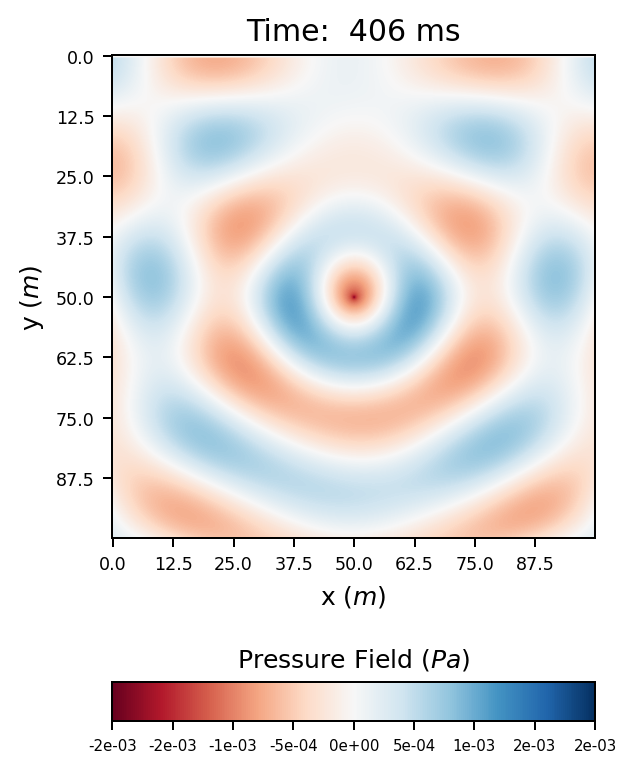 Time:  406 ms
0.0
12.5
25.0
37.5
50.0
62.5
75.0
87.5
y (m)
0.0 12.5 25.0 37.5 50.0 62.5 75.0 87.5
x (m)
Pressure Field (Pa)
-2e-03 -2e-03 -1e-03 -5e-04 0e+00 5e-04 1e-03 2e-03 2e-03